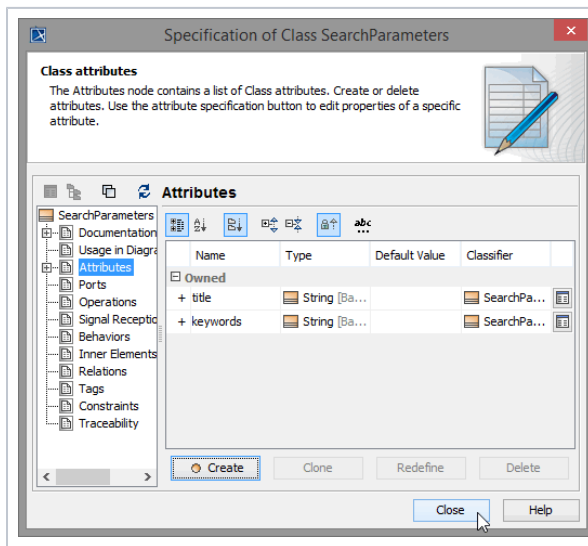 Specification of Class SearchParameters
Class attributes
The Attributes node contains a list of Class attributes. Create or delete
attributes. Use the attribute specification button to edit properties of a specific
attribute.
Attributes
SearchParameters
Documentation
Usage in Diagra
Attributes
Ports
Operations
Signal Receptio
Behaviors
Inner Elements
Relations
Tags
Constraints
Traceability
abc
Name Type Default Value Classifier
Owned
+ title String [Ba... SearchPa...
+ keywords String [Ba... SearchPa...
Create Clone Redefine Delete
Close Help